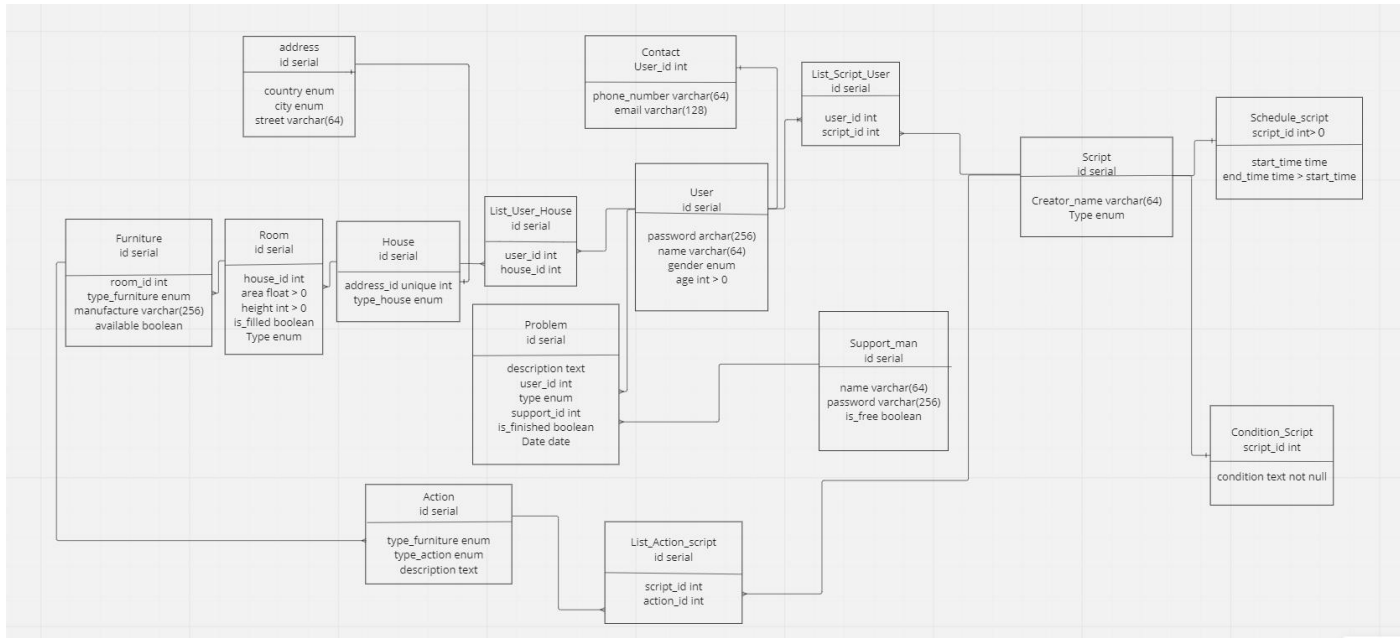 address
id serial
country enum
city enum
street varchar(64)
Contact
User_id int
phone_number varchar(64)
email varchar(128)
List_Script_User
id serial
user_id int
script_id int
Schedule_script
script_id int> 0
start_time time
end_time time > start_time
Script
id serial
Creator_name varchar(64)
Type enum
User
id serial
password archar(256)
name varchar(64)
gender enum
age int > 0
List_User_House
id serial
user_id int
house_id int
House
id serial
address_id unique int
type_house enum
Room
id serial
house_id int
area float > 0
height int > 0
is_filled boolean
Type enum
Furniture
id serial
room_id int
type_furniture enum
manufacture varchar(256)
available boolean
Problem
id serial
description text
user_id int
type enum
support_id int
is_finished boolean
Date date
Support_man
id serial
name varchar(64)
password varchar(256)
is_free boolean
Condition_Script
script_id int
condition text not null
Action
id serial
type_furniture enum
type_action enum
description text
List_Action_script
id serial
script_id int
action_id int